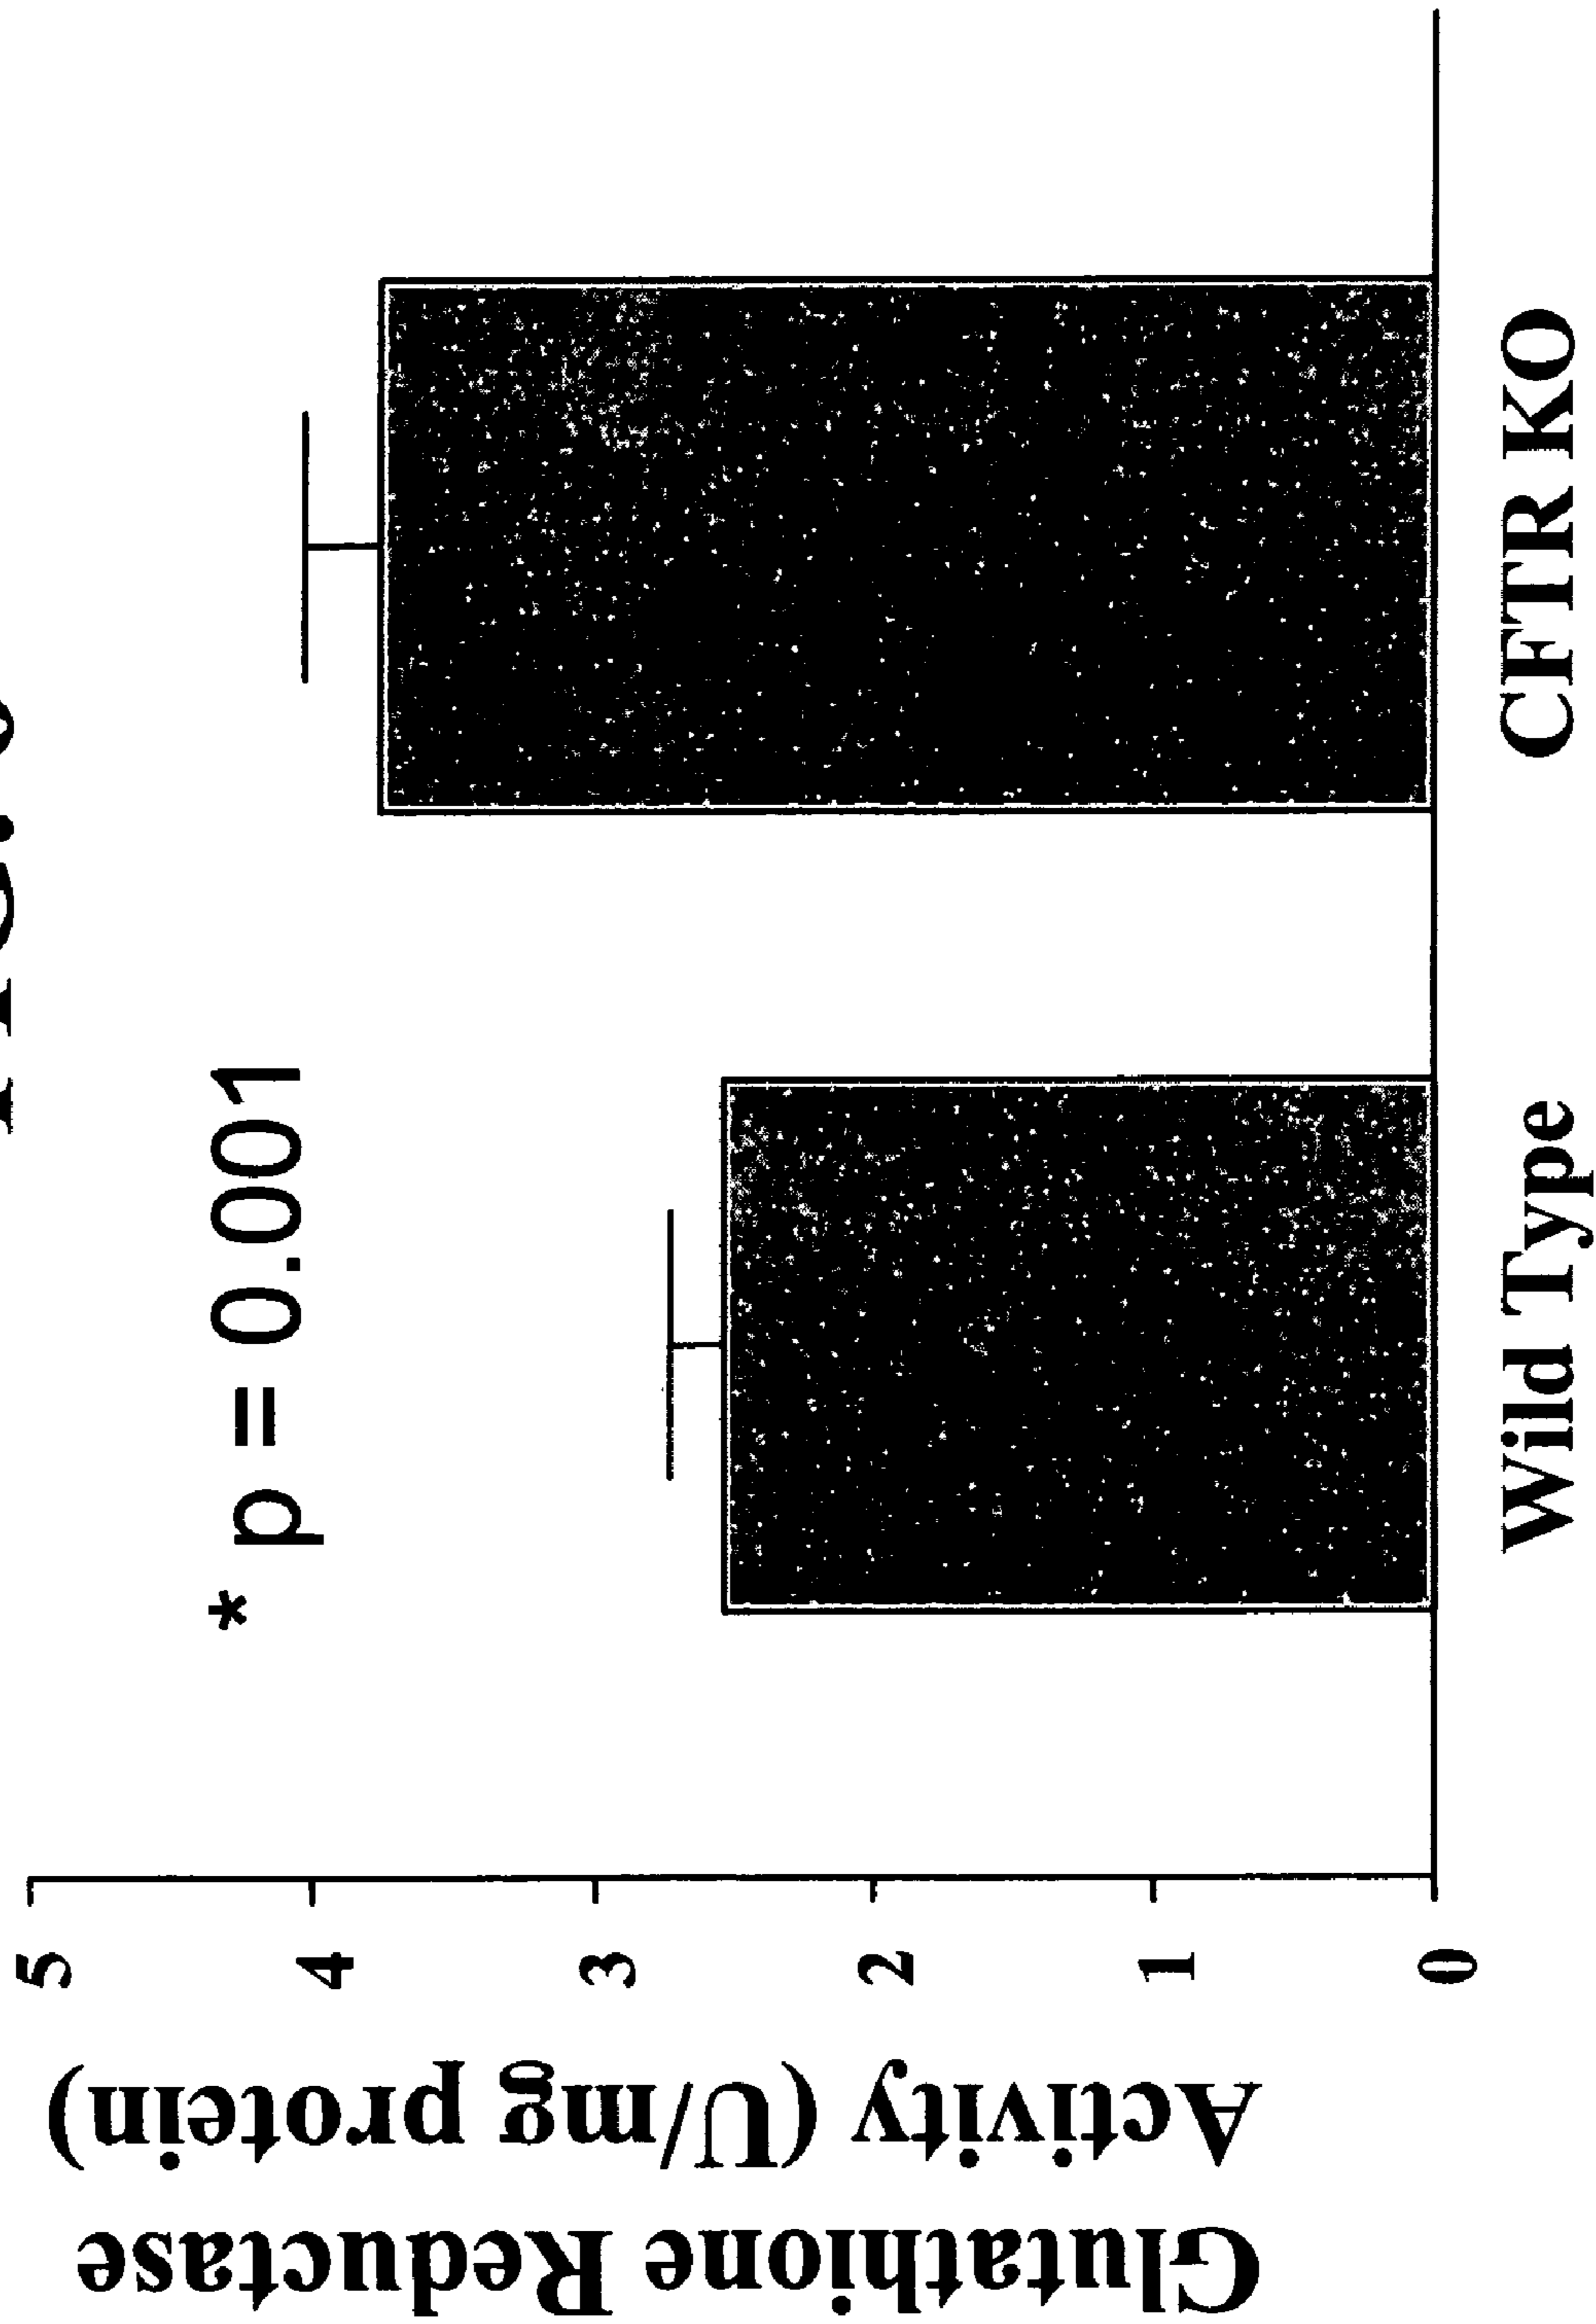 * p = 0.001
5
4
3
2
1
0
Glutathione Reductase
Activity (U/mg protein)
Wild Type
CFTR KO